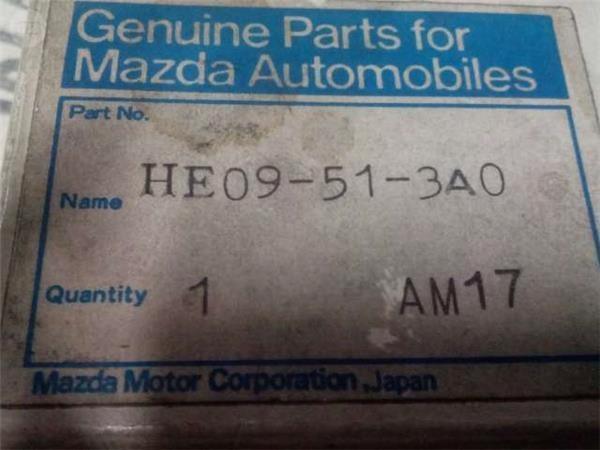 Genuine Parts for
Mazda Automobiles
Part No.
HE09-51-3A0
Name
Quantity 1 AM17
Mazda Motor Corporation, Japan